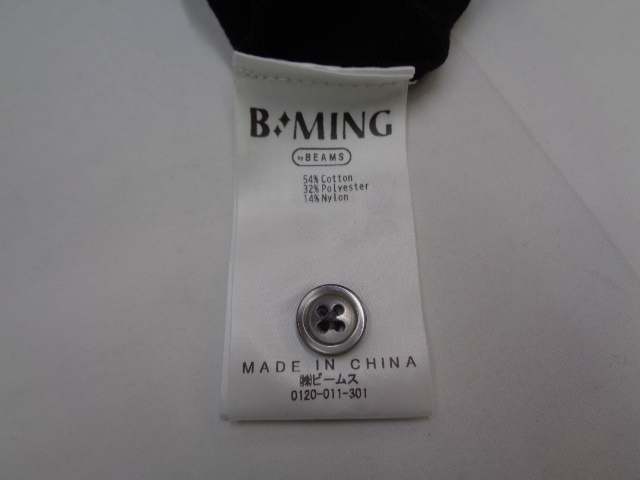 B MING
by BEAMS
54% Cotton
32% Polyester
14% Nylon
MADE IN CHINA
㈱ビームス
0120-011-301